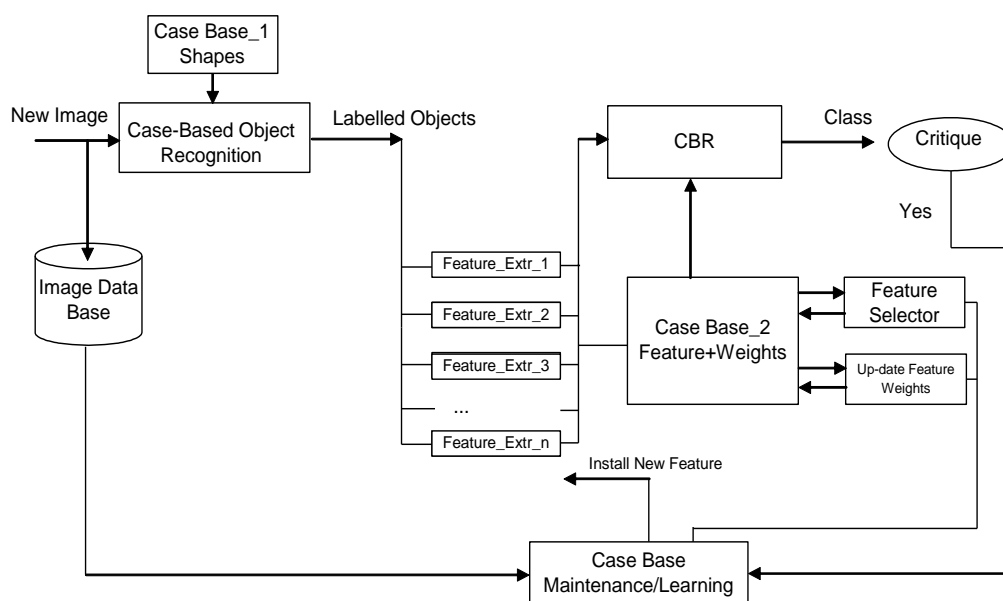 Case Base_1
Shapes
New Image
Case-Based Object
Recognition
Labelled Objects
CBR
Class
Critique
Yes
Image Data
Base
Feature_Extr_1
Feature_Extr_2
Feature_Extr_3
...
Feature_Extr_n
Case Base_2
Feature+Weights
Feature
Selector
Up-date Feature
Weights
Install New Feature
Case Base
Maintenance/Learning